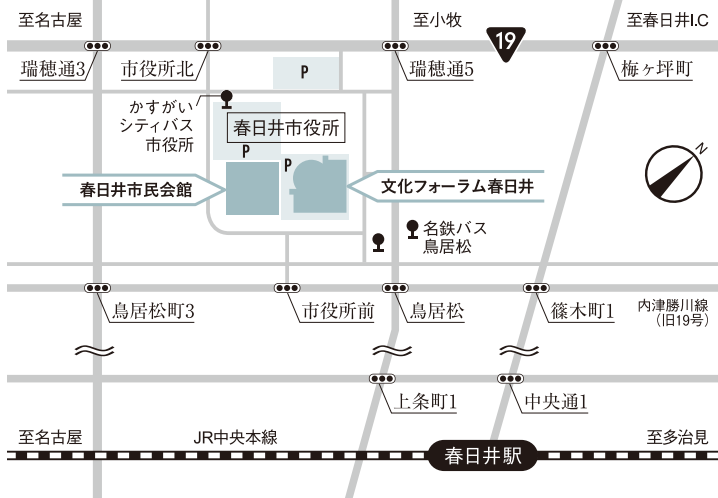 至名古屋
至小牧
19
至春日井I.C
瑞穂通3
市役所北
P
瑞穂通5
梅ヶ坪町
かすがい
シティバス
市役所
春日井市役所
P
P
N
春日井市民会館
文化フォーラム春日井
名鉄バス
鳥居松
鳥居松町3
市役所前
鳥居松
篠木町1
内津勝川線
（旧19号）
上条町1
中央通1
至名古屋
JR中央本線
春日井駅
至多治見